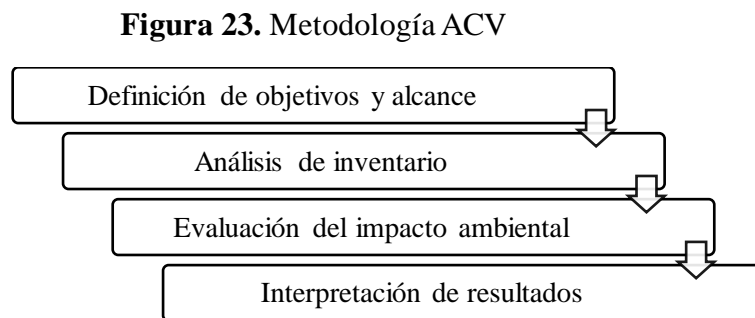 Figura 23. Metodología ACV
Definición de objetivos y alcance
Análisis de inventario
Evaluación del impacto ambiental
Interpretación de resultados